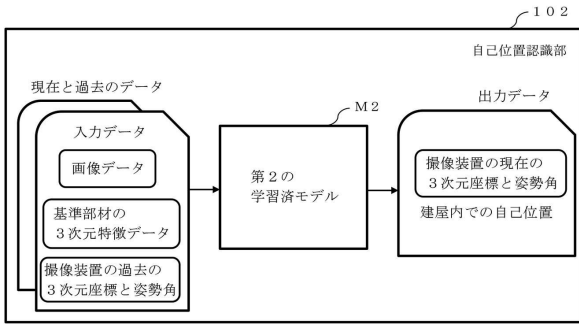 １０２
自己位置認識部
現在と過去のデータ
入力データ
画像データ
基準部材の
３次元特徴データ
撮像装置の過去の
３次元座標と姿勢角
Ｍ２
第２の
学習済モデル
出力データ
撮像装置の現在の
３次元座標と姿勢角
建屋内での自己位置